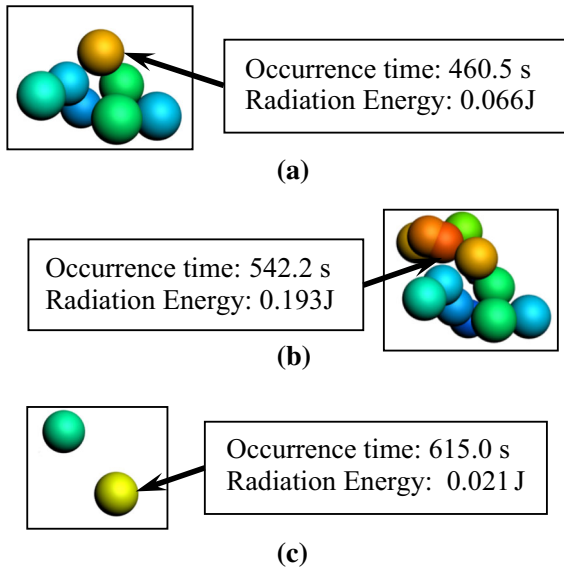 Occurrence time: 460.5 s
Radiation Energy: 0.066J
(a)
Occurrence time: 542.2 s
Radiation Energy: 0.193J
(b)
Occurrence time: 615.0 s
Radiation Energy: 0.021 J
(c)